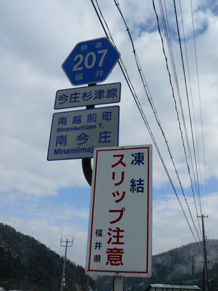 県道
207
福井
今庄杉津線
南越前町
Minamiechizen T.
南今庄
Minamiimajō
凍結
スリップ注意
福井県